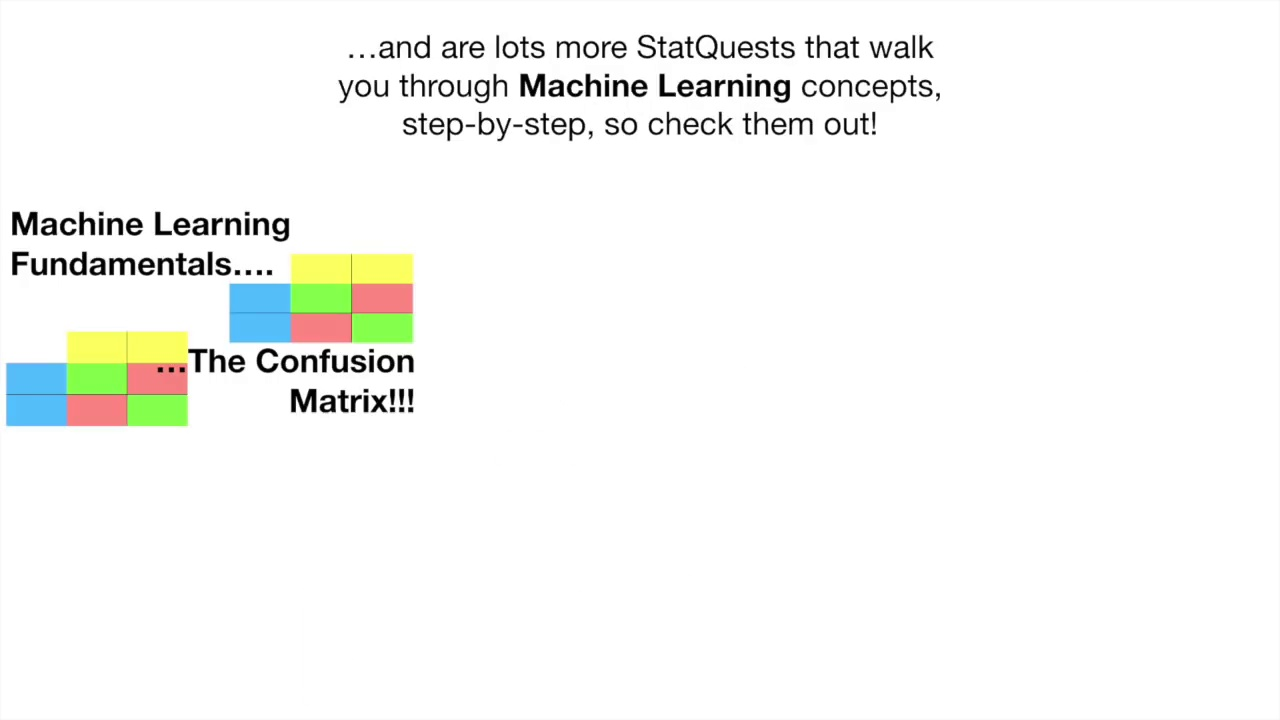 …and are lots more StatQuests that walk
you through Machine Learning concepts,
step-by-step, so check them out!
Machine Learning
Fundamentals….
…The Confusion
Matrix!!!